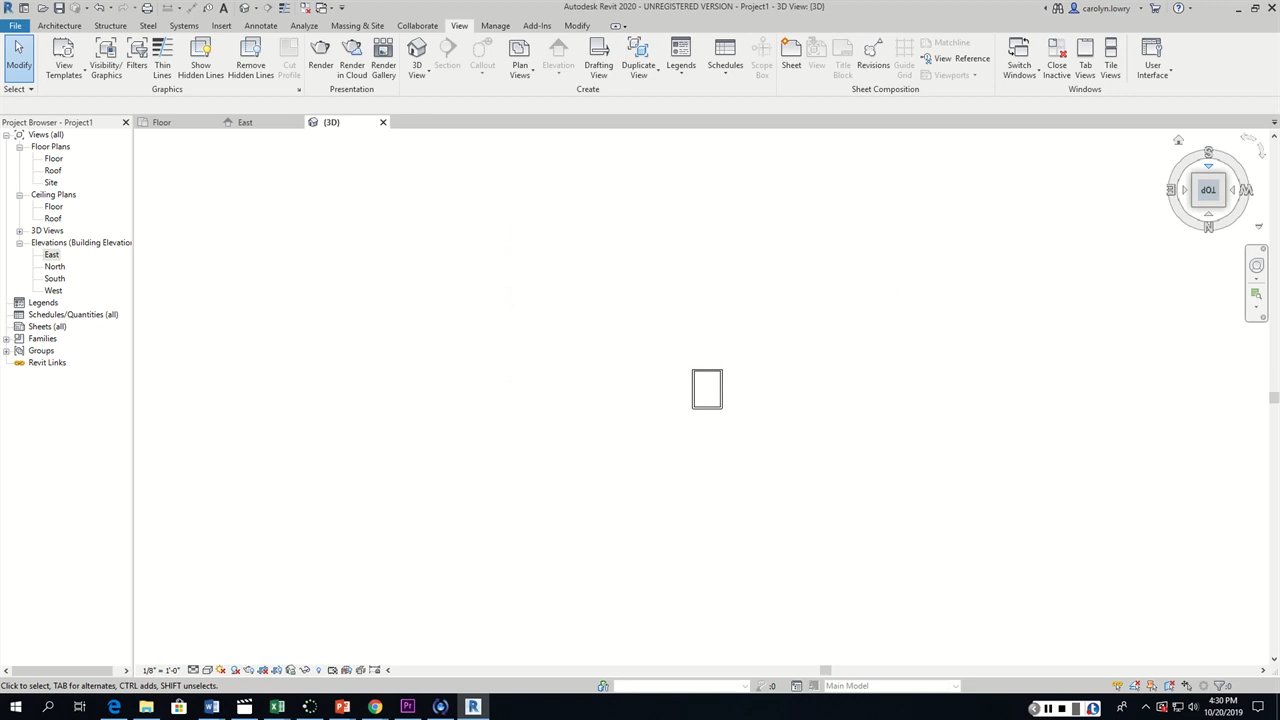 Autodesk Revit 2020 - UNREGISTERED VERSION - Project1 - 3D View: {3D}
carolyn.lowry
File Architecture Structure Steel Systems Insert Annotate Analyze Massing & Site Collaborate View Manage Add-Ins Modify
Modify
View Templates
Visibility/ Graphics
Filters
Thin Lines
Show Hidden Lines
Remove Hidden Lines
Cut Profile
Render
Render in Cloud
Render Gallery
3D View
Section
Callout
Plan Views
Elevation
Drafting View
Duplicate View
Legends
Schedules
Scope Box
Sheet
View
Title Block
Revisions
Guide Grid
Matchline
View Reference
Viewports
Switch Windows
Close Inactive
Tab Views
Tile Views
User Interface
Select Graphics Presentation Create Sheet Composition Windows
Project Browser - Project1
Floor East {3D}
Views (all)
Floor Plans
Floor
Roof
Site
Ceiling Plans
Floor
Roof
3D Views
Elevations (Building Elevation
East
North
South
West
Legends
Schedules/Quantities (all)
Sheets (all)
Families
Groups
Revit Links
S
E TOP W
N
1/8" = 1'-0"
Click to select, TAB for alternates, CTRL adds, SHIFT unselects.
:0
Main Model
:0
4:30 PM
10/20/2019